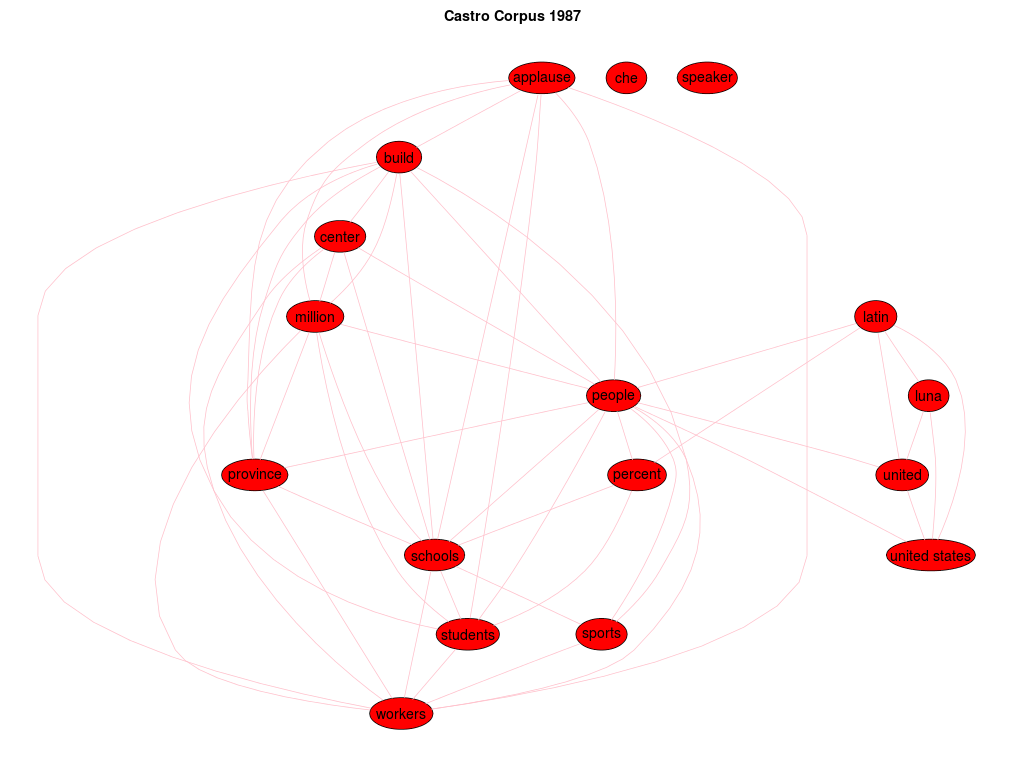 Castro Corpus 1987
applause
che
speaker
build
center
million
latin
people
luna
province
percent
united
schools
united states
students
sports
workers